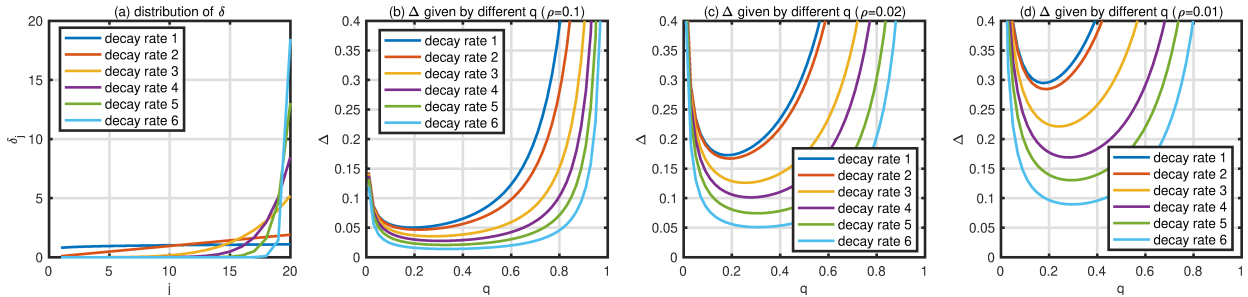 (a) distribution of δ
20
15
10
5
0
0 5 10 15 20
δj
j
decay rate 1
decay rate 2
decay rate 3
decay rate 4
decay rate 5
decay rate 6
(b) Δ given by different q (ρ=0.1)
0.4
0.35
0.3
0.25
0.2
0.15
0.1
0.05
0
0 0.2 0.4 0.6 0.8 1
Δ
q
decay rate 1
decay rate 2
decay rate 3
decay rate 4
decay rate 5
decay rate 6
(c) Δ given by different q (ρ=0.02)
0.4
0.35
0.3
0.25
0.2
0.15
0.1
0.05
0
0 0.2 0.4 0.6 0.8 1
Δ
q
decay rate 1
decay rate 2
decay rate 3
decay rate 4
decay rate 5
decay rate 6
(d) Δ given by different q (ρ=0.01)
0.4
0.35
0.3
0.25
0.2
0.15
0.1
0.05
0
0 0.2 0.4 0.6 0.8 1
Δ
q
decay rate 1
decay rate 2
decay rate 3
decay rate 4
decay rate 5
decay rate 6